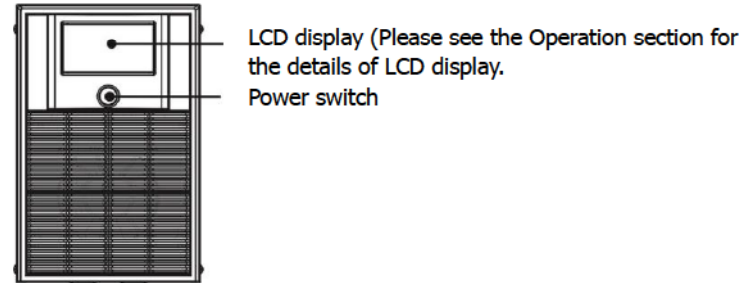 LCD display (Please see the Operation section for
the details of LCD display.
Power switch